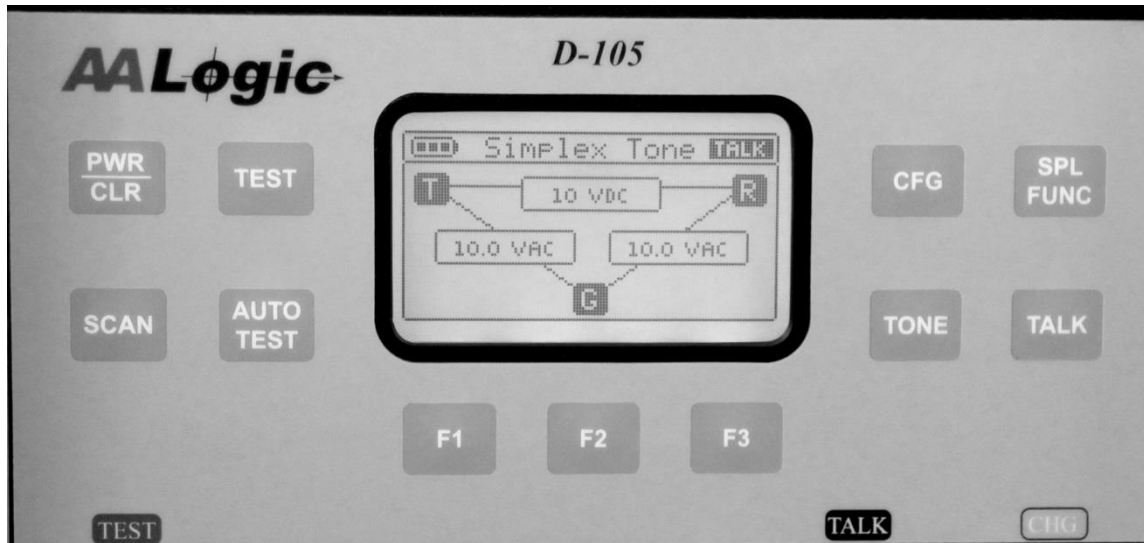 AALogic
D-105
PWR
CLR
TEST
SCAN
AUTO
TEST
Simplex Tone TALK
T 10 VDC R
10.0 VAC 10.0 VAC
G
CFG
SPL
FUNC
TONE
TALK
F1 F2 F3
TEST TALK CHG